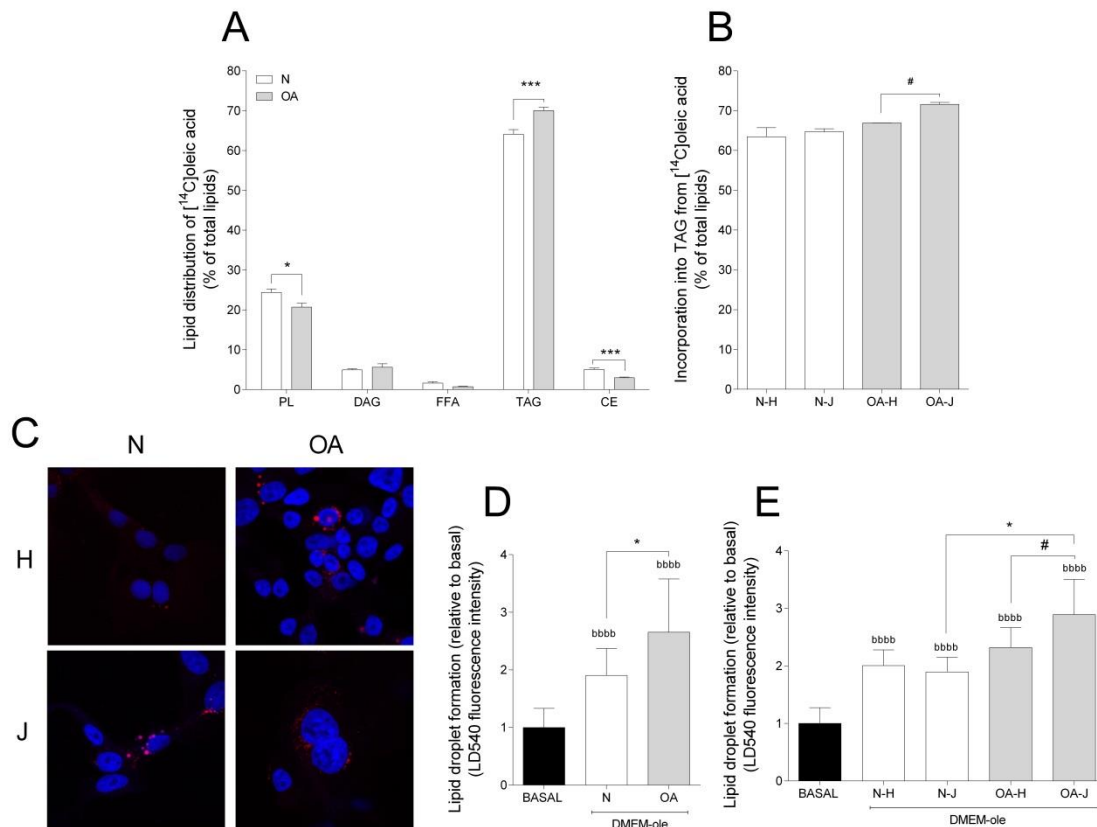 A
Lipid distribution of [¹⁴C]oleic acid
(% of total lipids)
80
70
60
50
40
30
20
10
0
N
OA
*
***
***
PL DAG FFA TAG CE
B
Incorporation into TAG from [¹⁴C]oleic acid
(% of total lipids)
80
70
60
50
40
30
20
10
0
#
N-H N-J OA-H OA-J
C
N OA
H
J
D
Lipid droplet formation (relative to basal)
(LD540 fluorescence intensity)
4
3
2
1
0
*
bbbb
bbbb
BASAL N OA
DMEM-ole
E
Lipid droplet formation (relative to basal)
(LD540 fluorescence intensity)
4
3
2
1
0
*
#
bbbb
bbbb
bbbb
bbbb
BASAL N-H N-J OA-H OA-J
DMEM-ole